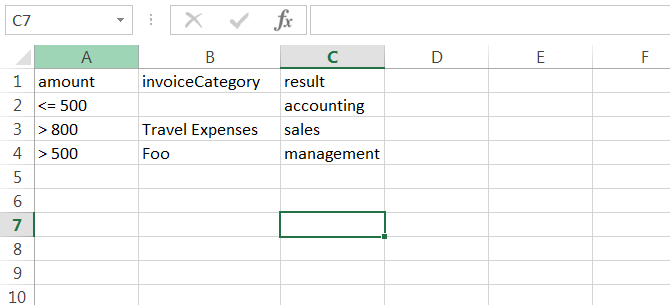 C7 fx
A B C D E F
1 amount invoiceCategory result
2 <= 500 accounting
3 > 800 Travel Expenses sales
4 > 500 Foo management
5
6
7
8
9
10